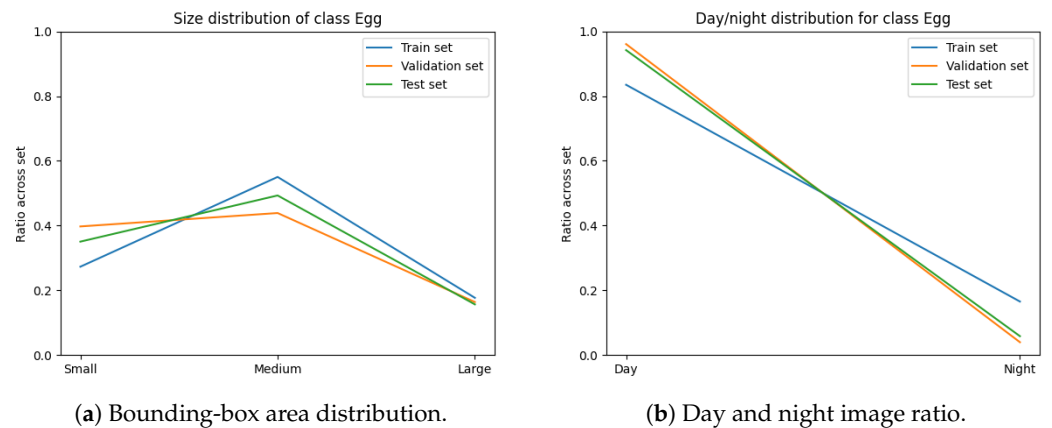 Size distribution of class Egg
Ratio across set
1.0
0.8
0.6
0.4
0.2
0.0
Train set
Validation set
Test set
Small Medium Large
(a) Bounding-box area distribution.
Day/night distribution for class Egg
Ratio across set
1.0
0.8
0.6
0.4
0.2
0.0
Train set
Validation set
Test set
Day Night
(b) Day and night image ratio.